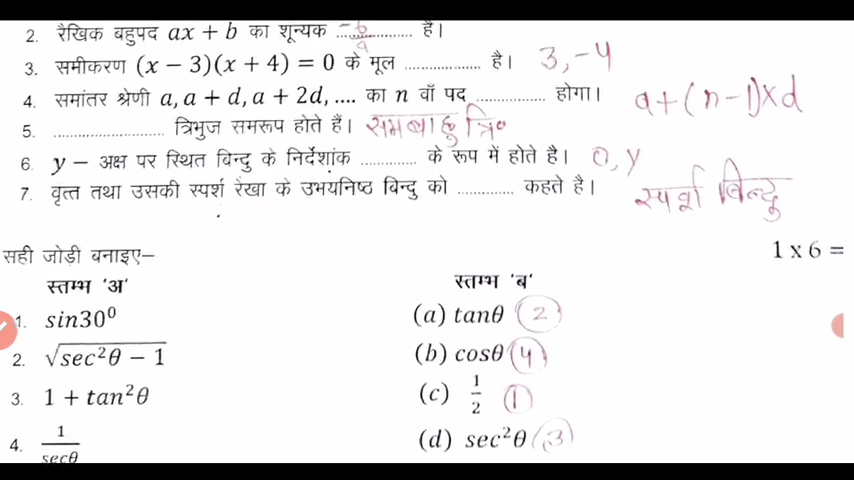 2. रैखिक बहुपद ax + b का शून्यक -b/a है।
3. समीकरण (x − 3)(x + 4) = 0 के मूल ................ है। 3, -4
4. समांतर श्रेणी a, a + d, a + 2d, .... का n वाँ पद .............. होगा। a+(n-1)xd
5. ...................... त्रिभुज समरूप होते हैं। समबाहु त्रि०
6. y − अक्ष पर स्थित बिन्दु के निर्देशांक ............ के रूप में होते है। 0, y
7. वृत्त तथा उसकी स्पर्श रेखा के उभयनिष्ठ बिन्दु को ............ कहते है। स्पर्श बिन्दु
सही जोड़ी बनाइए– 1 x 6 =
स्तम्भ 'अ' स्तम्भ 'ब'
1. sin30⁰ (a) tanθ 2
2. √(sec²θ − 1) (b) cosθ 4
3. 1 + tan²θ (c) 1/2 1
4. 1/secθ (d) sec²θ 3